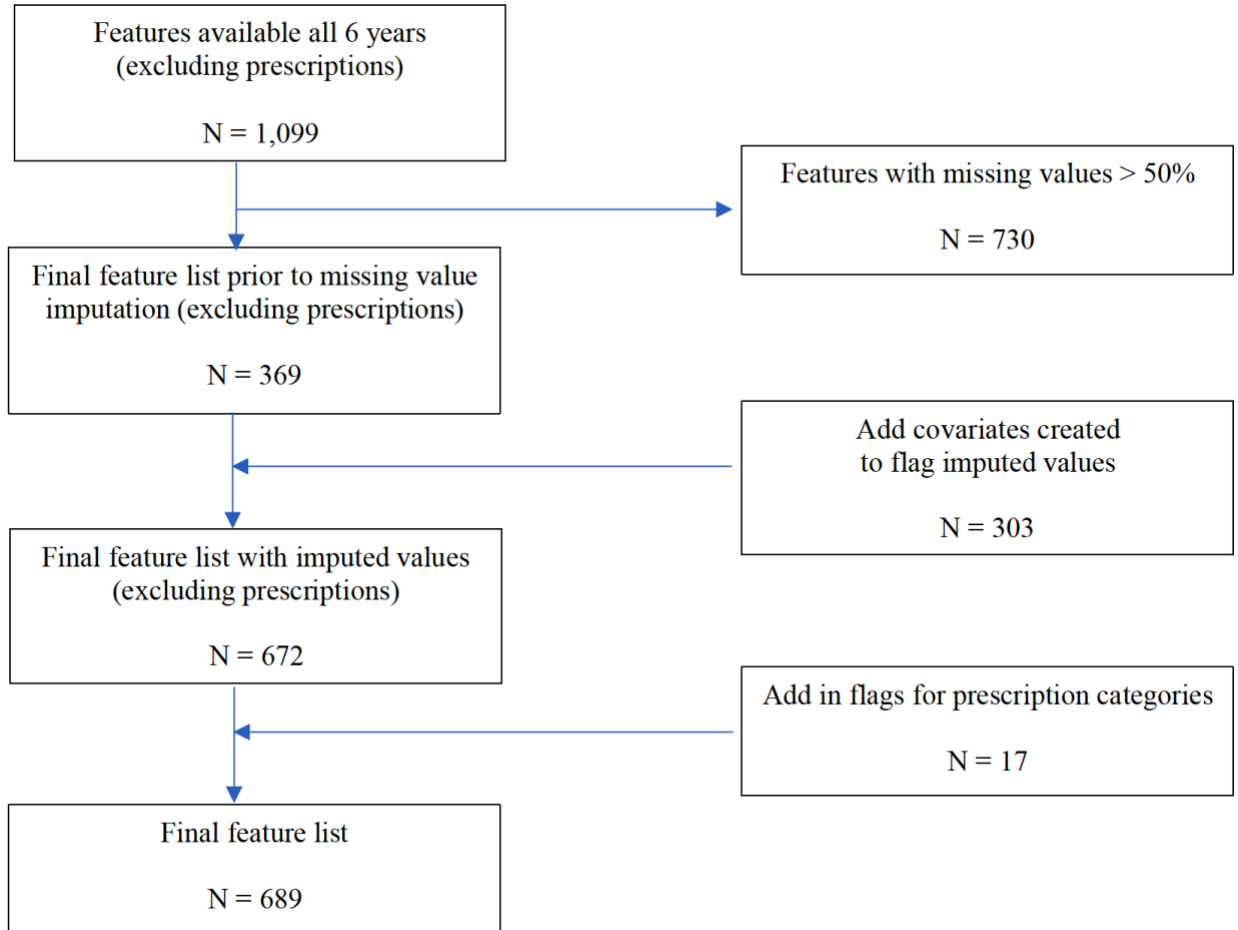 Features available all 6 years
(excluding prescriptions)
N = 1,099
Features with missing values > 50%
N = 730
Final feature list prior to missing value
imputation (excluding prescriptions)
N = 369
Add covariates created
to flag imputed values
N = 303
Final feature list with imputed values
(excluding prescriptions)
N = 672
Add in flags for prescription categories
N = 17
Final feature list
N = 689